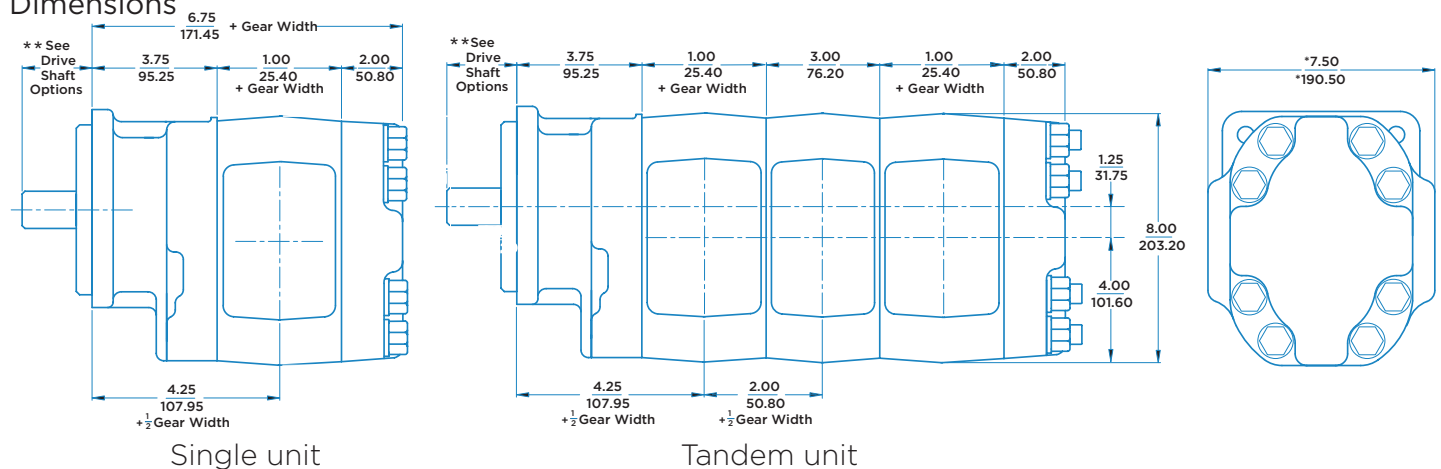 Dimensions
6.75
171.45
+ Gear Width
**See
Drive
Shaft
Options
3.75
95.25
1.00
25.40
+ Gear Width
2.00
50.80
4.25
107.95
+½Gear Width
Single unit
**See
Drive
Shaft
Options
3.75
95.25
1.00
25.40
+ Gear Width
3.00
76.20
1.00
25.40
+ Gear Width
2.00
50.80
1.25
31.75
8.00
203.20
4.00
101.60
4.25
107.95
+½Gear Width
2.00
50.80
+½Gear Width
Tandem unit
*7.50
*190.50